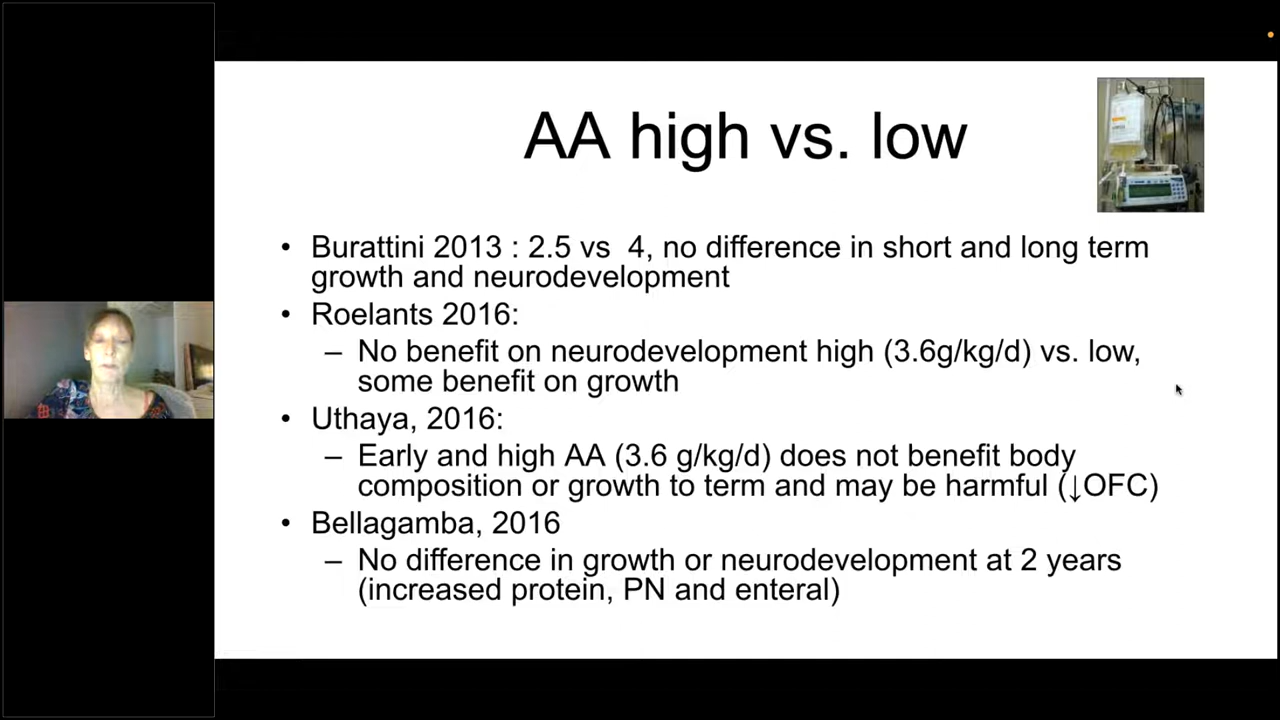 AA high vs. low
• Burattini 2013 : 2.5 vs  4, no difference in short and long term
growth and neurodevelopment
• Roelants 2016:
– No benefit on neurodevelopment high (3.6g/kg/d) vs. low,
some benefit on growth
• Uthaya, 2016:
– Early and high AA (3.6 g/kg/d) does not benefit body
composition or growth to term and may be harmful (↓OFC)
• Bellagamba, 2016
– No difference in growth or neurodevelopment at 2 years
(increased protein, PN and enteral)